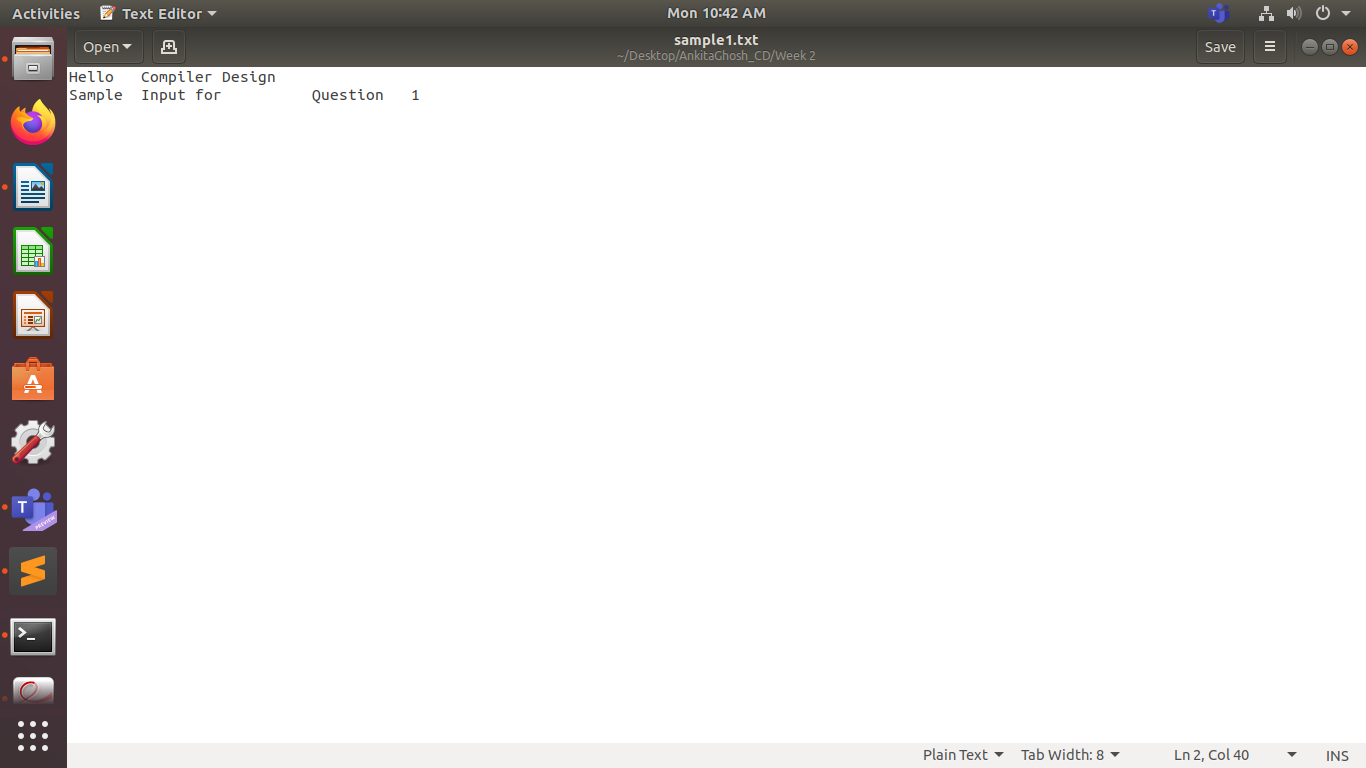 Activities Text Editor Mon 10:42 AM
Open sample1.txt Save
~/Desktop/AnkitaGhosh_CD/Week 2
Hello   Compiler Design
Sample  Input for          Question   1
T
PREVIEW
Plain Text Tab Width: 8 Ln 2, Col 40 INS